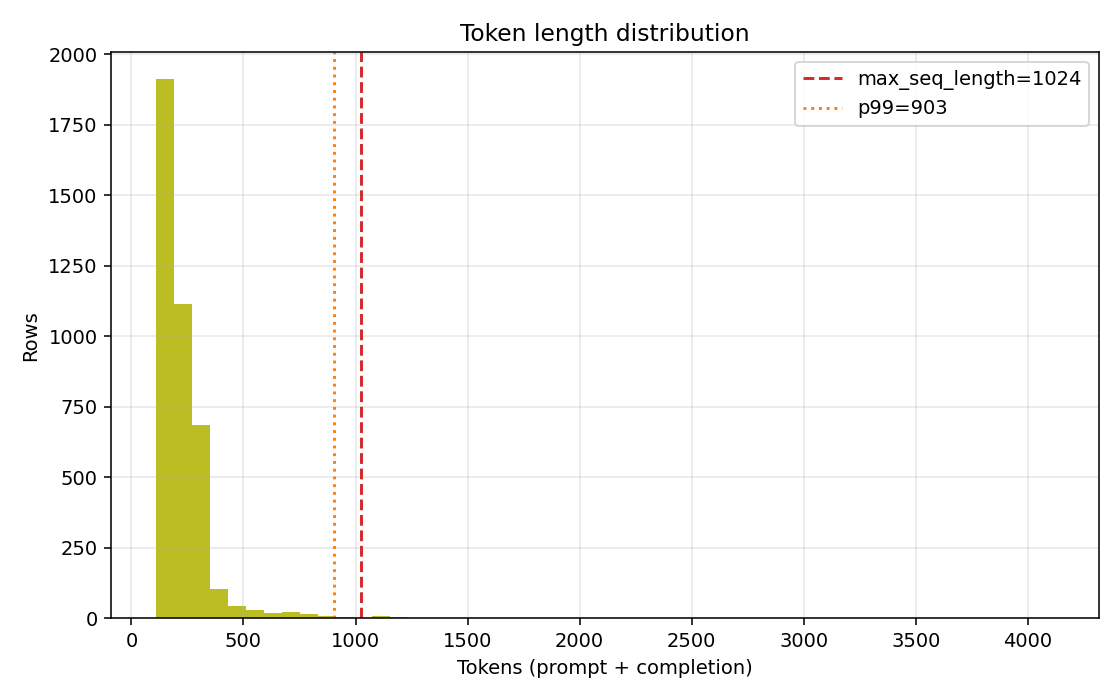 Token length distribution
max_seq_length=1024
p99=903
2000
1750
1500
1250
1000
750
500
250
0
Rows
0 500 1000 1500 2000 2500 3000 3500 4000
Tokens (prompt + completion)